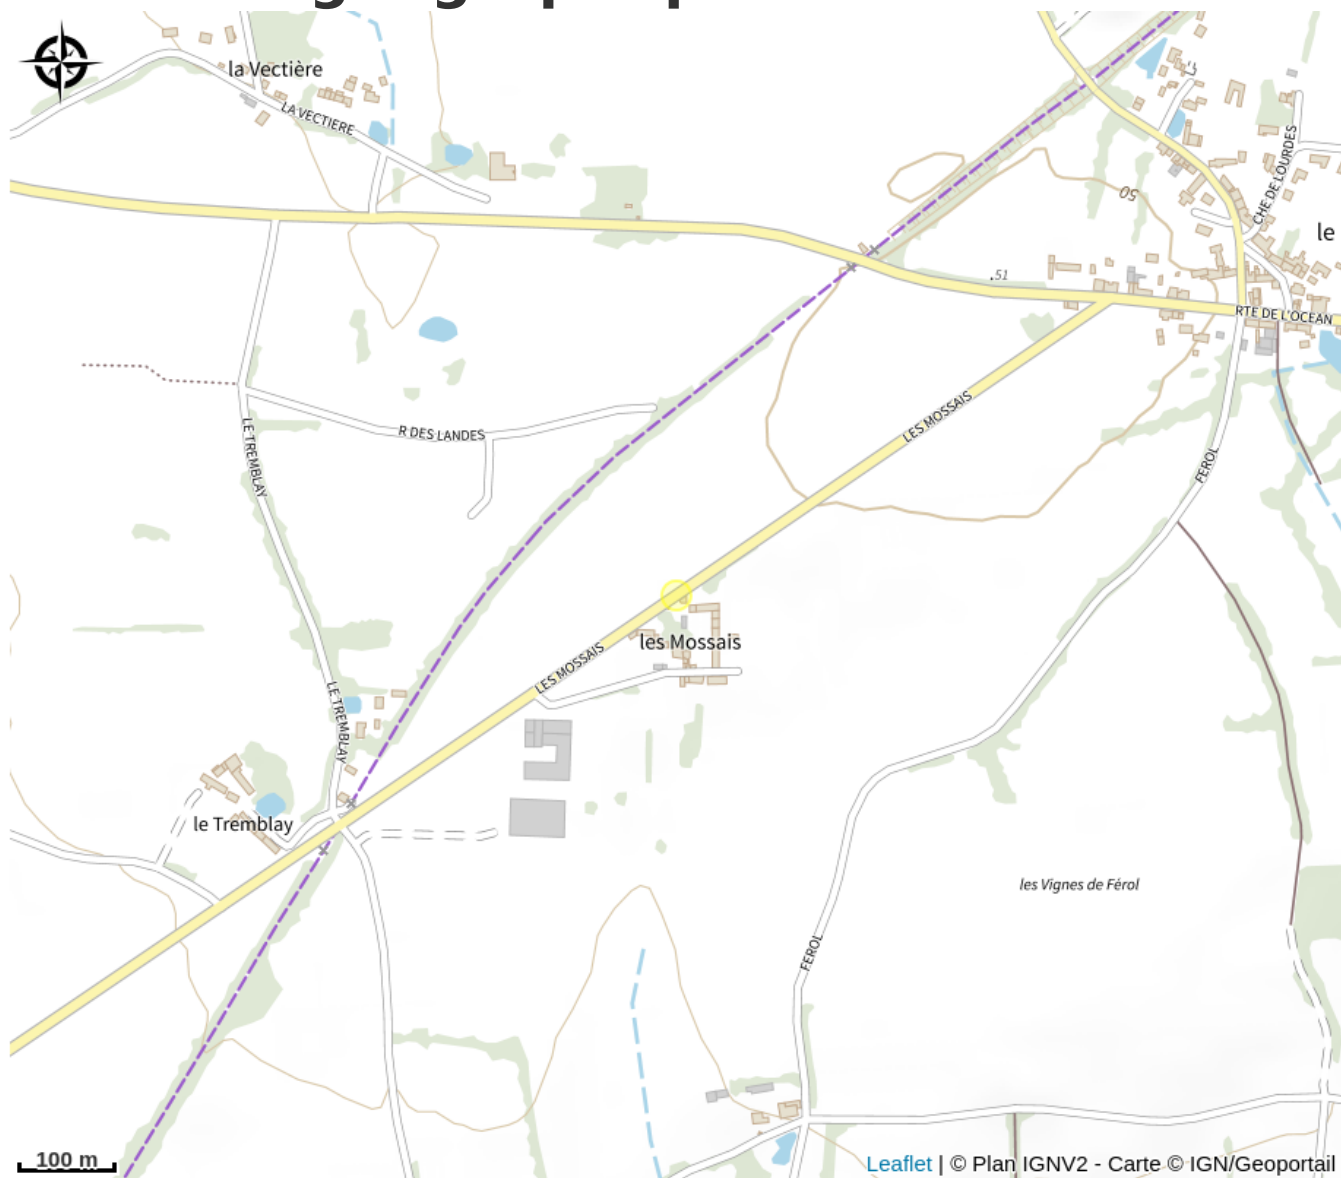 la Vectière
LA VECTIERE
CHE DE LOURDES
50
le
.51
RTE DE L'OCEAN
LES MOSSAIS
R DES LANDES
LE TREMBLAY
FEROL
les Mossais
LES MOSSAIS
LE TREMBLAY
le Tremblay
les Vignes de Férol
FEROL
100 m
Leaflet | © Plan IGNV2 - Carte © IGN/Geoportail